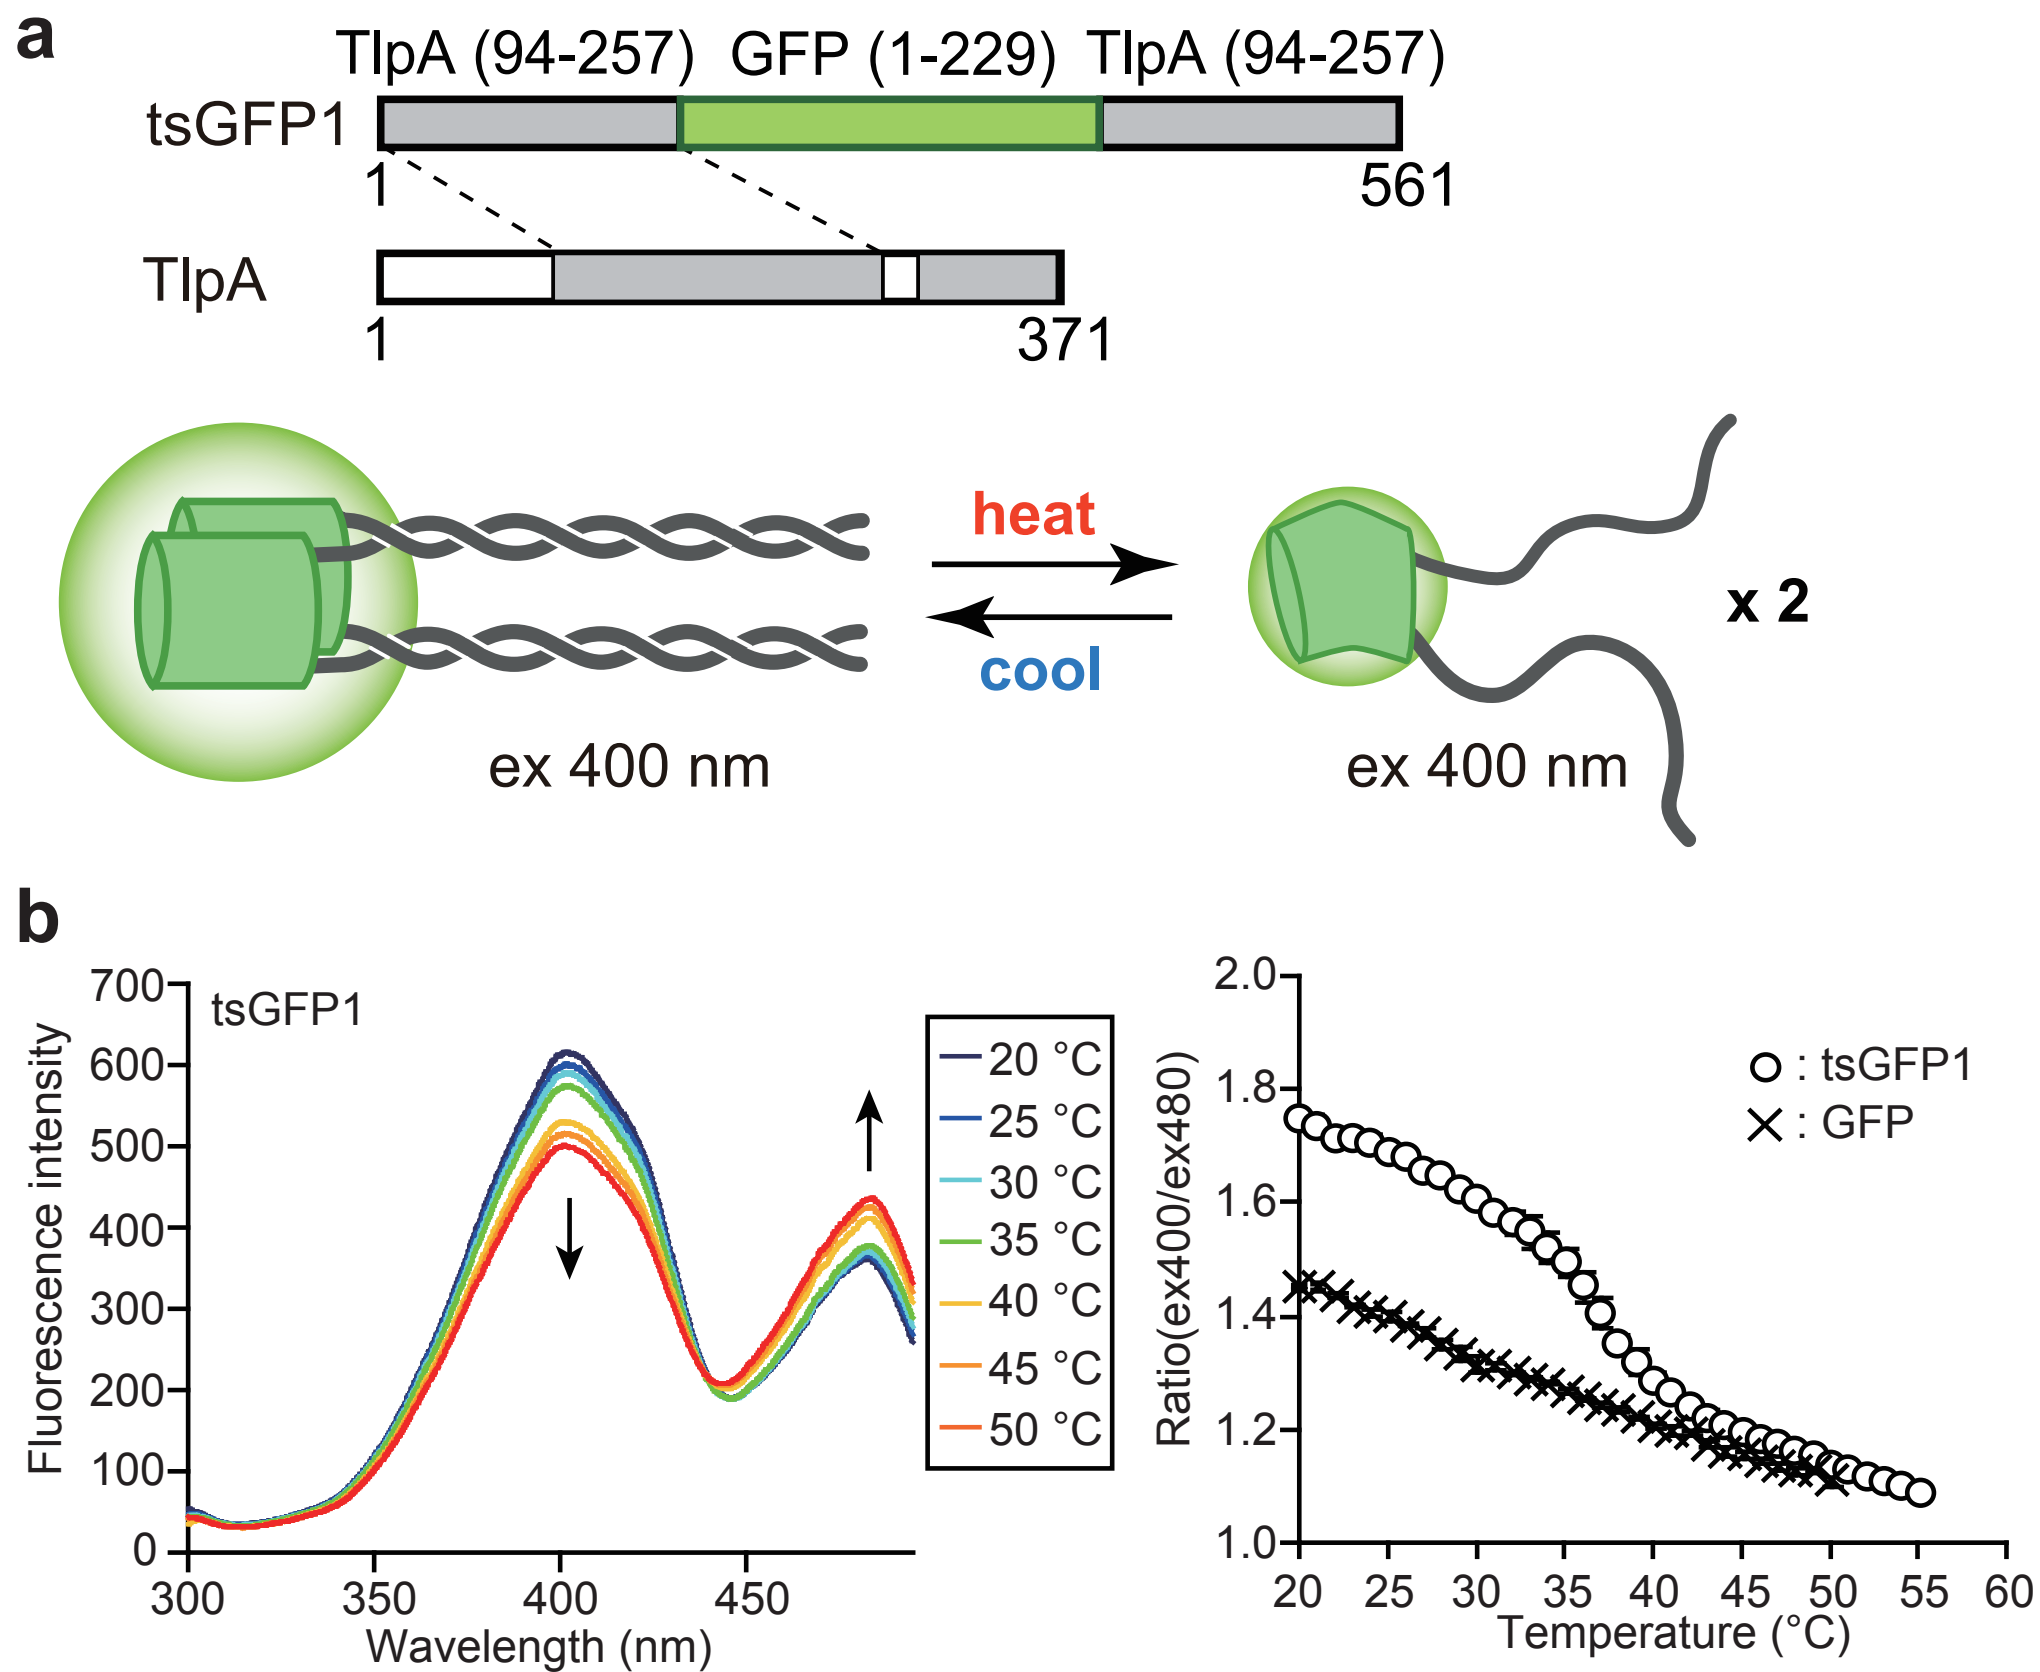 a
TlpA (94-257) GFP (1-229) TlpA (94-257)
tsGFP1
1 561
TlpA
1 371
heat
cool
x 2
ex 400 nm ex 400 nm
b
tsGFP1
Fluorescence intensity
700
600
500
400
300
200
100
0
300 350 400 450
Wavelength (nm)
20 °C
25 °C
30 °C
35 °C
40 °C
45 °C
50 °C
Ratio(ex400/ex480)
2.0
1.8
1.6
1.4
1.2
1.0
: tsGFP1
: GFP
20 25 30 35 40 45 50 55 60
Temperature (°C)